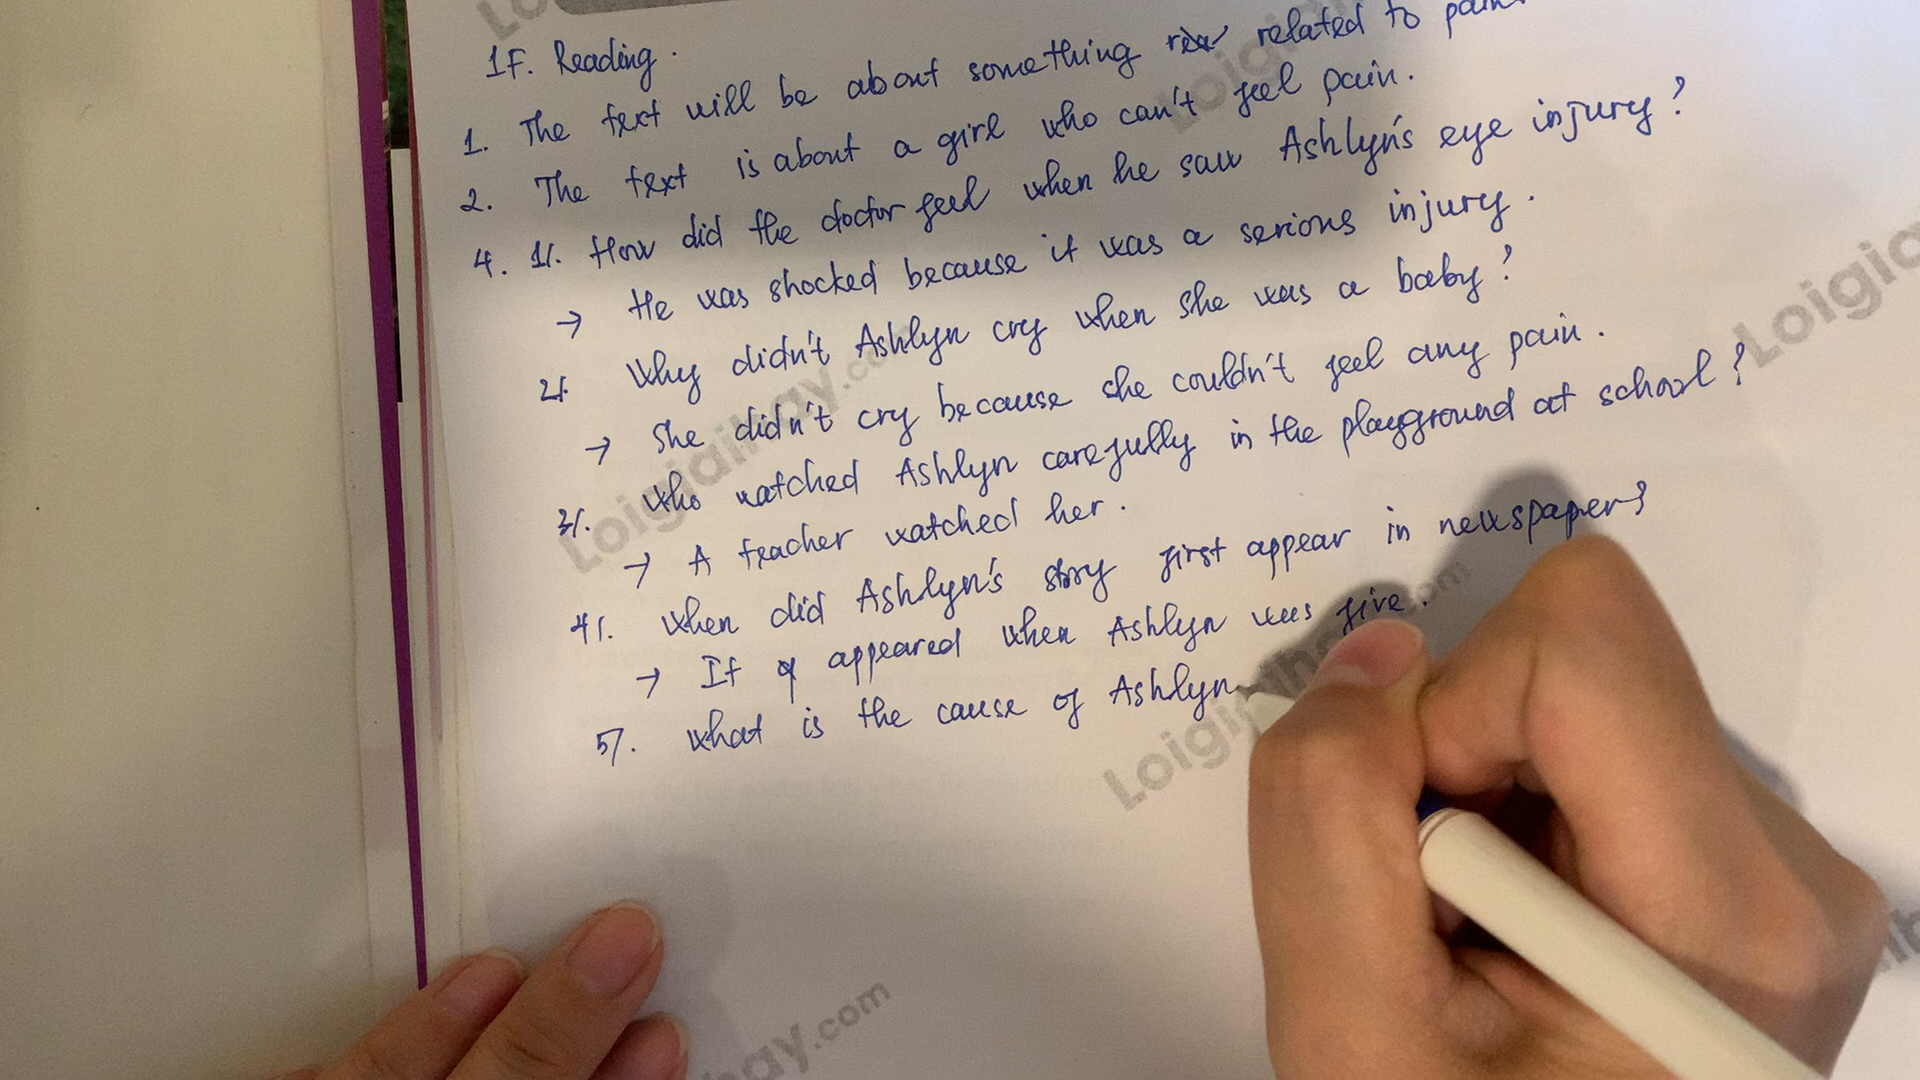 1F. Reading.
1. The text will be about something related to pain
2. The text is about a girl who can't feel pain.
4. 1/. How did the doctor feel when he saw Ashlyn's eye injury?
→ He was shocked because it was a serious injury.
2/. Why didn't Ashlyn cry when she was a baby?
→ She didn't cry because she couldn't feel any pain.
3/. Who watched Ashlyn carefully in the playground at school?
→ A teacher watched her.
4/. When did Ashlyn's story first appear in newspapers?
→ It appeared when Ashlyn was five.
5/. What is the cause of Ashlyn
Loigiaihay.com